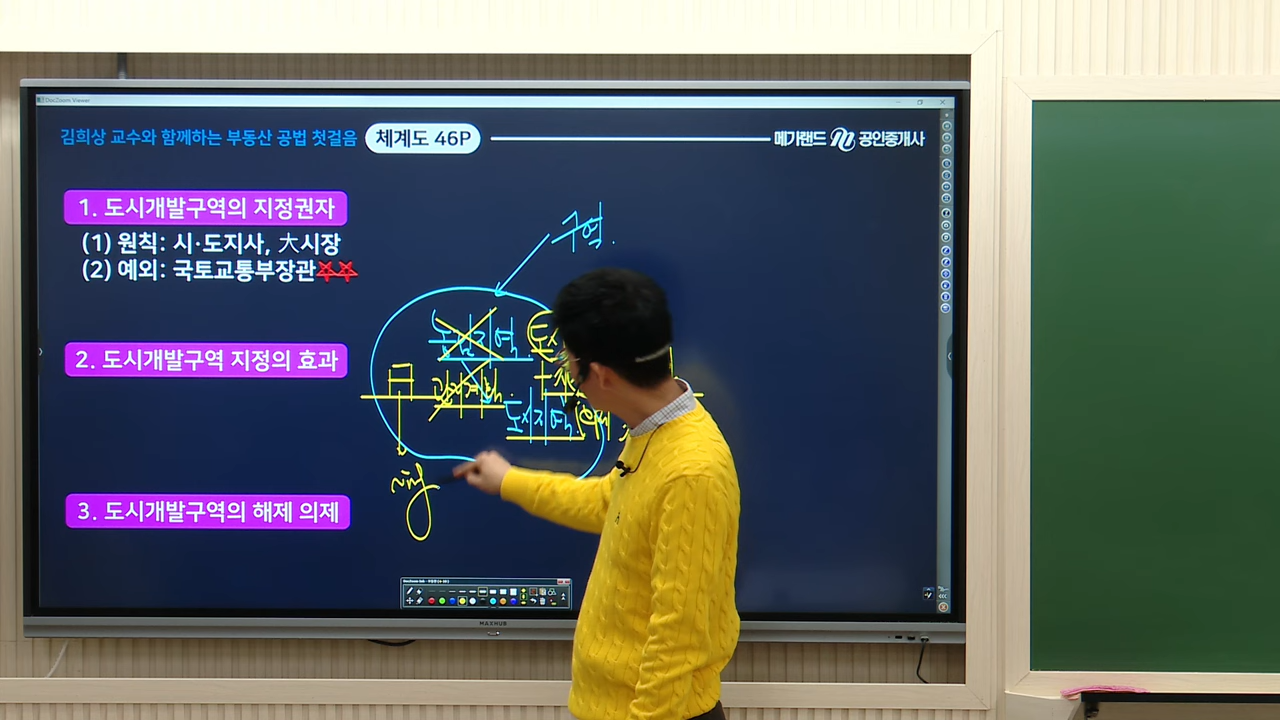 DocZoom Viewer
김희상 교수와 함께하는 부동산 공법 첫걸음 체계도 46P 메가랜드 공인중개사
1. 도시개발구역의 지정권자
(1) 원칙: 시·도지사, 大시장
(2) 예외: 국토교통부장관
구역.
농림지역.
도시지역.
2. 도시개발구역 지정의 효과
3. 도시개발구역의 해제 의제
MAXHUB